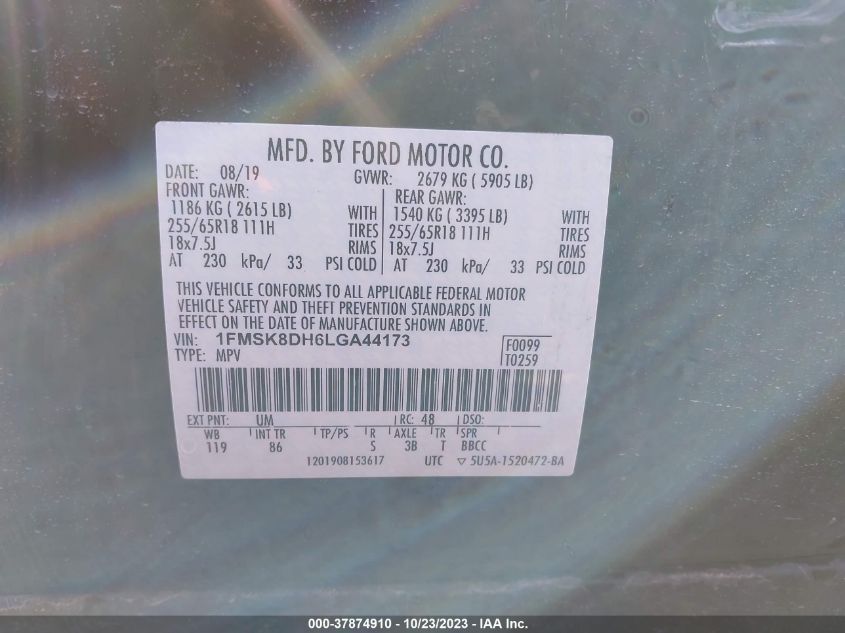 MFD. BY FORD MOTOR CO.
DATE: 08/19 GVWR: 2679 KG ( 5905 LB)
FRONT GAWR: REAR GAWR:
1186 KG ( 2615 LB) WITH 1540 KG ( 3395 LB) WITH
255/65R18 111H TIRES 255/65R18 111H TIRES
18x7.5J RIMS 18x7.5J RIMS
AT 230 kPa/ 33 PSI COLD AT 230 kPa/ 33 PSI COLD
THIS VEHICLE CONFORMS TO ALL APPLICABLE FEDERAL MOTOR
VEHICLE SAFETY AND THEFT PREVENTION STANDARDS IN
EFFECT ON THE DATE OF MANUFACTURE SHOWN ABOVE.
VIN: 1FMSK8DH6LGA44173 F0099
TYPE: MPV T0259
EXT PNT: UM RC: 48 DSO:
WB INT TR TP/PS R AXLE TR SPR
119 86 S 3B T BBCC
1201908153617 UTC ▽ 5U5A-1520472-BA
000-37874910 - 10/23/2023 - IAA Inc.